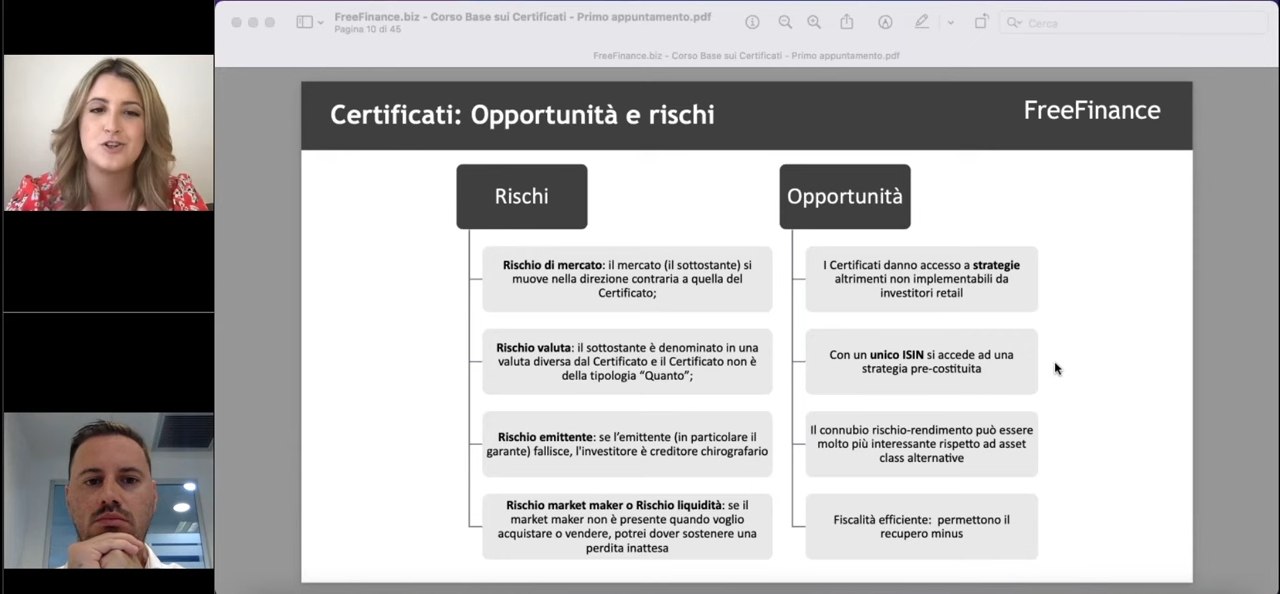 FreeFinance.biz - Corso Base sui Certificati - Primo appuntamento.pdf
Pagina 10 di 45
Cerca
FreeFinance.biz - Corso Base sui Certificati - Primo appuntamento.pdf
Certificati: Opportunità e rischi
FreeFinance
Rischi
Rischio di mercato: il mercato (il sottostante) si
muove nella direzione contraria a quella del
Certificato;
Rischio valuta: il sottostante è denominato in una
valuta diversa dal Certificato e il Certificato non è
della tipologia “Quanto”;
Rischio emittente: se l’emittente (in particolare il
garante) fallisce, l'investitore è creditore chirografario
Rischio market maker o Rischio liquidità: se il
market maker non è presente quando voglio
acquistare o vendere, potrei dover sostenere una
perdita inattesa
Opportunità
I Certificati danno accesso a strategie
altrimenti non implementabili da
investitori retail
Con un unico ISIN si accede ad una
strategia pre-costituita
Il connubio rischio-rendimento può essere
molto più interessante rispetto ad asset
class alternative
Fiscalità efficiente: permettono il
recupero minus